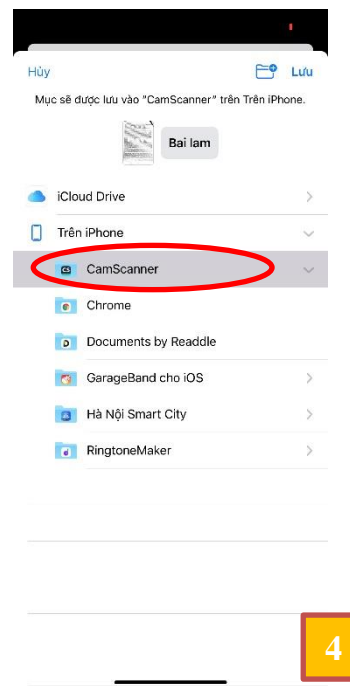 Hủy
Lưu
Mục sẽ được lưu vào "CamScanner" trên Trên iPhone.
Bai lam
iCloud Drive
Trên iPhone
CamScanner
Chrome
Documents by Readdle
GarageBand cho iOS
Hà Nội Smart City
RingtoneMaker
4